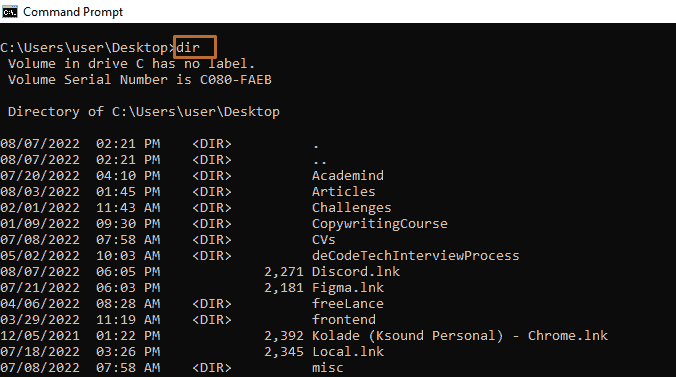 Command Prompt
C:\Users\user\Desktop>dir
Volume in drive C has no label.
Volume Serial Number is C080-FAEB
Directory of C:\Users\user\Desktop
08/07/2022  02:21 PM    <DIR>          .
08/07/2022  02:21 PM    <DIR>          ..
07/20/2022  04:10 PM    <DIR>          Academind
08/03/2022  01:45 PM    <DIR>          Articles
02/01/2022  11:43 AM    <DIR>          Challenges
01/09/2022  09:30 PM    <DIR>          CopywritingCourse
07/08/2022  07:58 AM    <DIR>          CVs
05/02/2022  10:03 AM    <DIR>          deCodeTechInterviewProcess
08/07/2022  06:05 PM             2,271 Discord.lnk
07/21/2022  06:03 PM             2,181 Figma.lnk
04/06/2022  08:28 AM    <DIR>          freeLance
03/29/2022  11:19 AM    <DIR>          frontend
12/05/2021  01:22 PM             2,392 Kolade (Ksound Personal) - Chrome.lnk
07/18/2022  03:26 PM             2,345 Local.lnk
07/08/2022  07:58 AM    <DIR>          misc